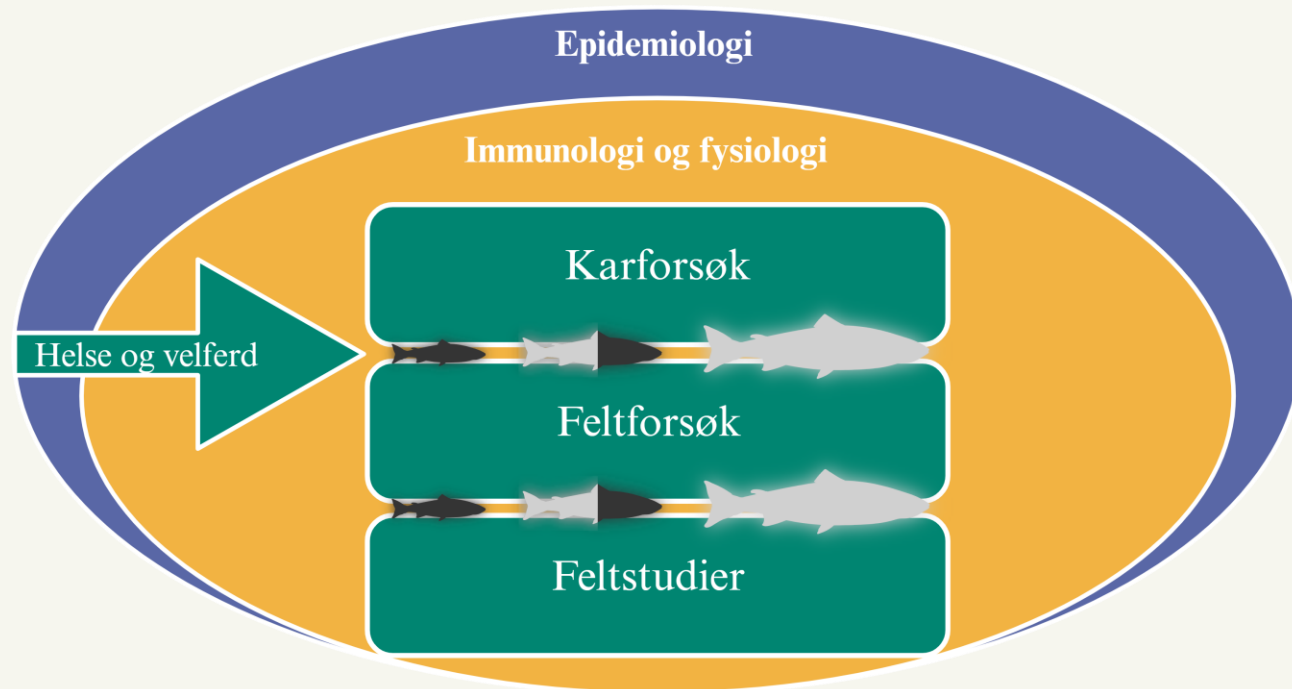 Epidemiologi
Immunologi og fysiologi
Karforsøk
Helse og velferd
Feltforsøk
Feltstudier